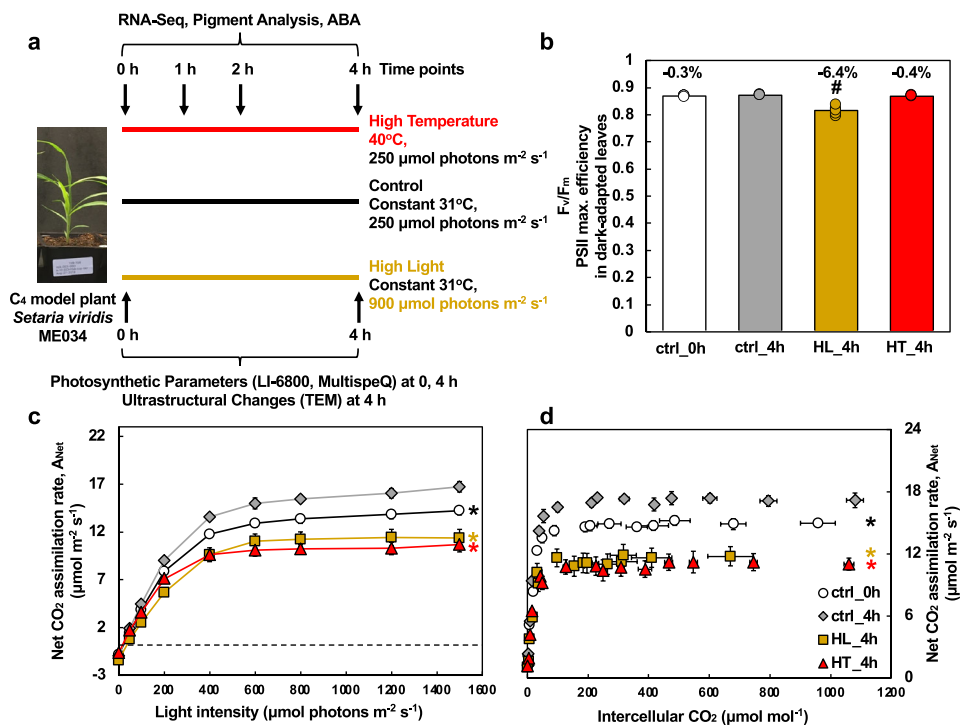 RNA-Seq, Pigment Analysis, ABA
a
0 h 1 h 2 h 4 h Time points
High Temperature
40°C,
250 µmol photons m-2 s-1
Control
Constant 31°C,
250 µmol photons m-2 s-1
High Light
Constant 31°C,
900 µmol photons m-2 s-1
C4 model plant
Setaria viridis
ME034
0 h 4 h
Photosynthetic Parameters (LI-6800, MultispeQ) at 0, 4 h
Ultrastructural Changes (TEM) at 4 h
b
Fv/Fm
PSII max. efficiency
in dark-adapted leaves
1
0.9
0.8
0.7
0.6
0.5
0.4
0.3
0.2
0.1
0
-0.3% -6.4% -0.4%
#
ctrl_0h ctrl_4h HL_4h HT_4h
c
Net CO2 assimilation rate, ANet
(µmol m-2 s-1)
22
17
12
7
2
-3
*
*
*
0 200 400 600 800 1000 1200 1400 1600
Light intensity (µmol photons m-2 s-1)
d
24
18
12
6
0
*
*
*
ctrl_0h
ctrl_4h
HL_4h
HT_4h
0 200 400 600 800 1000 1200
Intercellular CO2 (µmol mol-1)
Net CO2 assimilation rate, ANet
(µmol m-2 s-1)